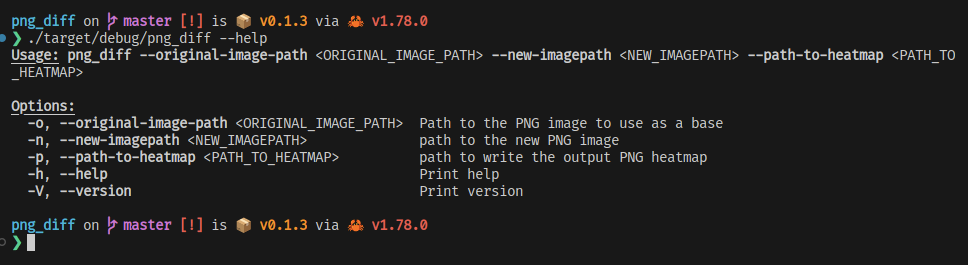 png_diff on master [!] is 📦 v0.1.3 via 🦀 v1.78.0
❯ ./target/debug/png_diff --help
Usage: png_diff --original-image-path <ORIGINAL_IMAGE_PATH> --new-imagepath <NEW_IMAGEPATH> --path-to-heatmap <PATH_TO
_HEATMAP>
Options:
-o, --original-image-path <ORIGINAL_IMAGE_PATH>  Path to the PNG image to use as a base
-n, --new-imagepath <NEW_IMAGEPATH>  path to the new PNG image
-p, --path-to-heatmap <PATH_TO_HEATMAP>  path to write the output PNG heatmap
-h, --help  Print help
-V, --version  Print version
png_diff on master [!] is 📦 v0.1.3 via 🦀 v1.78.0
❯